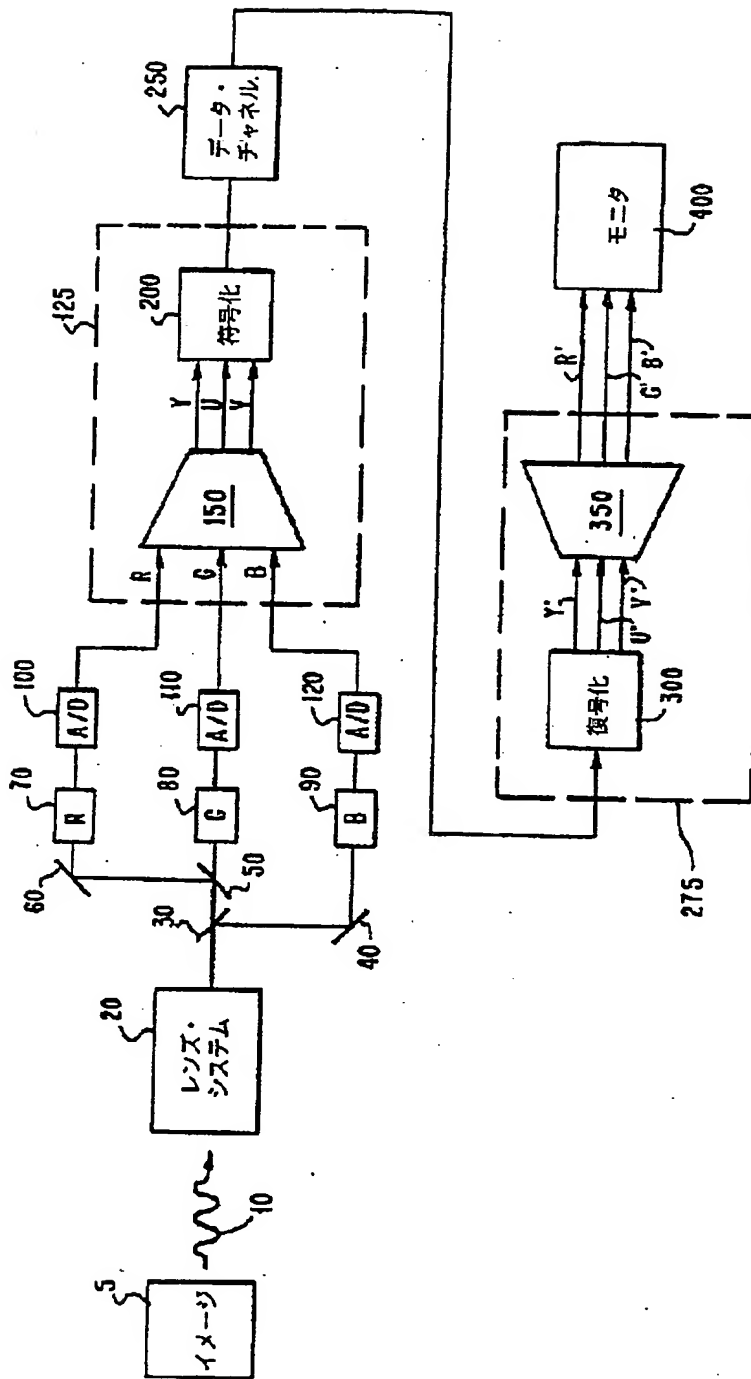 5
イメージ
10
20
レンズ・
システム
30
40
50
60
70
R
80
G
90
B
100
A/D
110
A/D
120
A/D
125
R
G
B
150
Y
U
V
200
符号化
250
データ・
チャネル
275
300
復号化
Y"
U"
V"
350
R'
G'
B'
400
モニタ